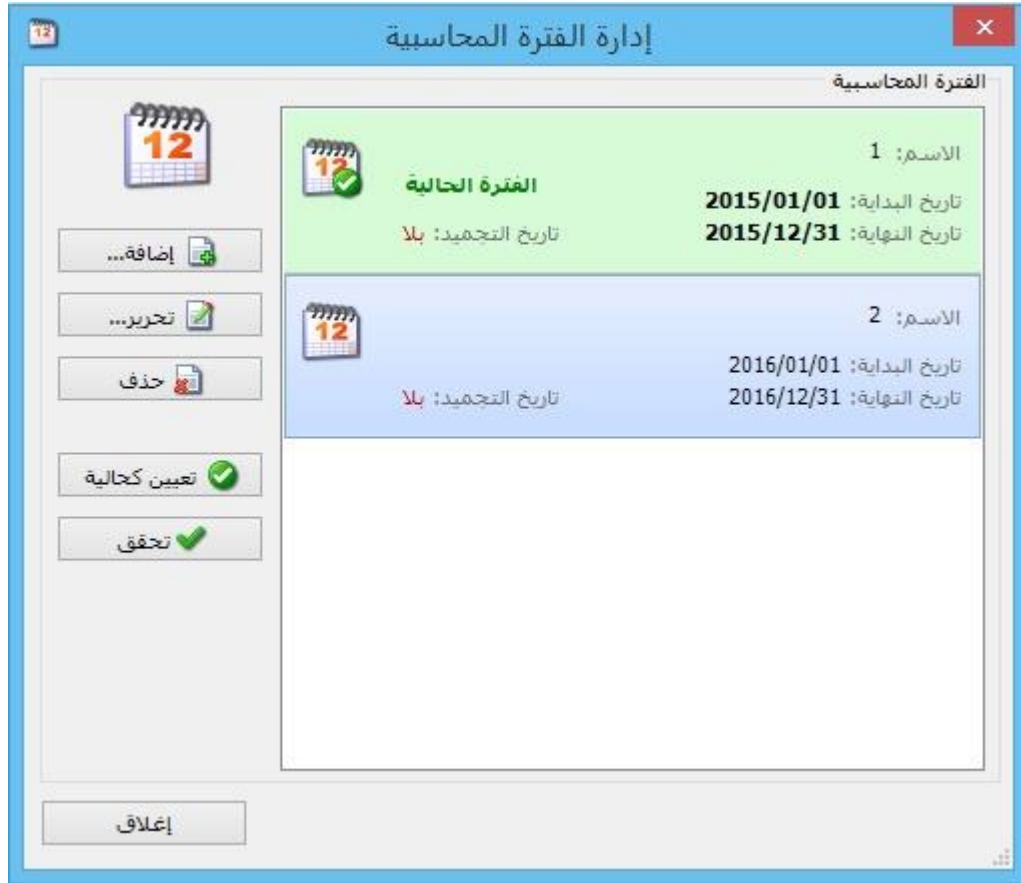 إدارة الفترة المحاسبية
الفترة المحاسبية
الاسم: 1
الفترة الحالية
تاريخ البداية: 2015/01/01
تاريخ النهاية: 2015/12/31
تاريخ التجميد: بلا
الاسم: 2
تاريخ البداية: 2016/01/01
تاريخ النهاية: 2016/12/31
تاريخ التجميد: بلا
12
إضافة...
تحرير...
حذف
تعيين كحالية
تحقق
إغلاق